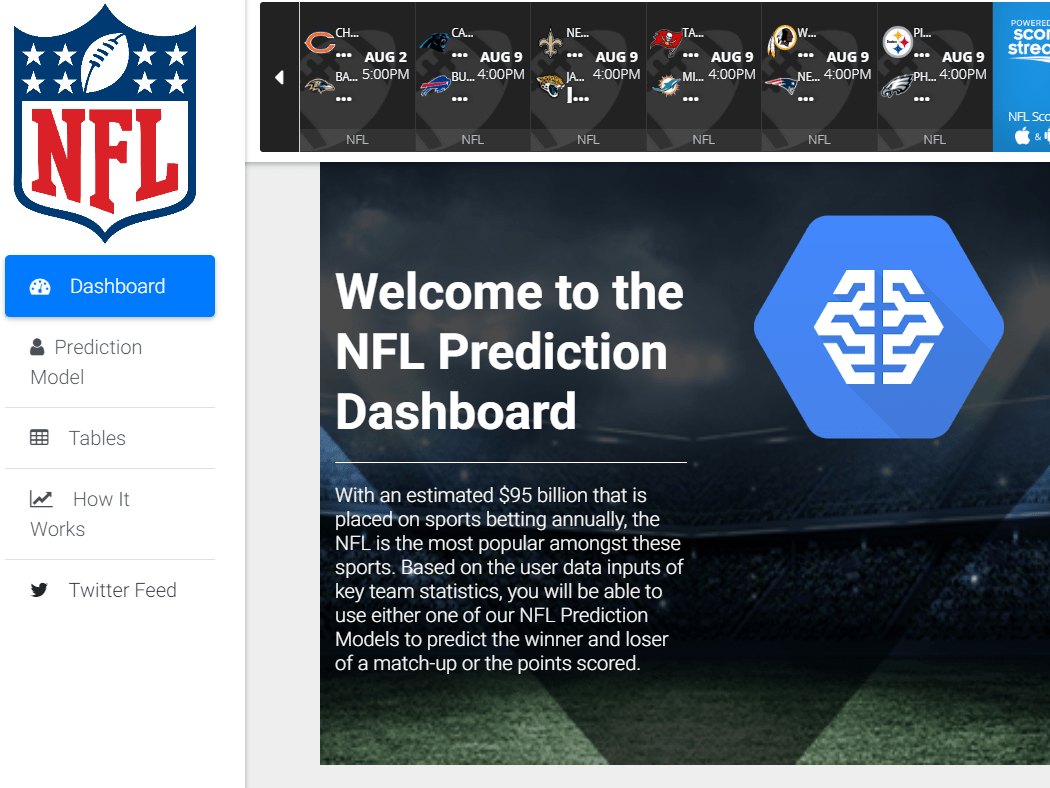 NFL
CH...
...
AUG 2
5:00PM
BA...
...
NFL
CA...
...
AUG 9
4:00PM
BU...
...
NFL
NE...
...
AUG 9
4:00PM
JA...
...
NFL
TA...
...
AUG 9
4:00PM
MI...
...
NFL
W...
...
AUG 9
4:00PM
NE...
...
NFL
PI...
...
AUG 9
4:00PM
PH...
...
NFL
POWERED
scor
strea
NFL Sco
&
Dashboard
Prediction
Model
Tables
How It
Works
Twitter Feed
Welcome to the
NFL Prediction
Dashboard
With an estimated $95 billion that is
placed on sports betting annually, the
NFL is the most popular amongst these
sports. Based on the user data inputs of
key team statistics, you will be able to
use either one of our NFL Prediction
Models to predict the winner and loser
of a match-up or the points scored.